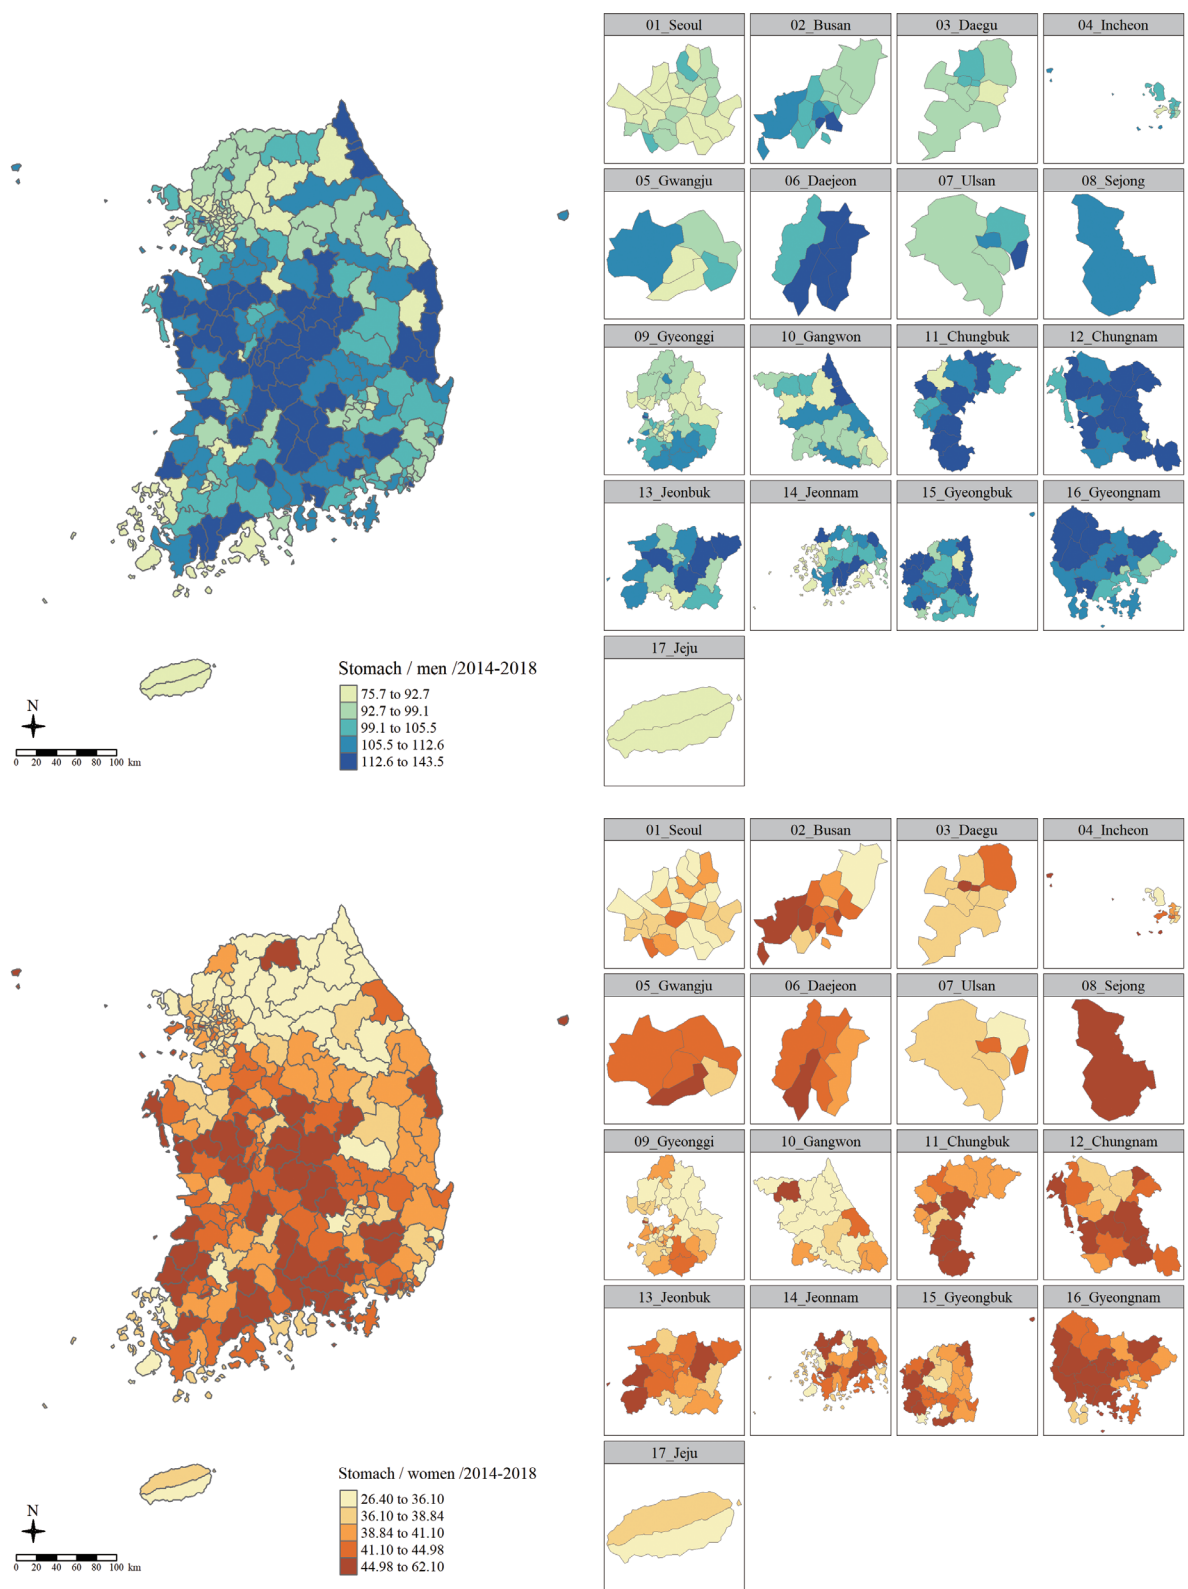 01_Seoul
02_Busan
03_Daegu
04_Incheon
05_Gwangju
06_Daejeon
07_Ulsan
08_Sejong
09_Gyeonggi
10_Gangwon
11_Chungbuk
12_Chungnam
13_Jeonbuk
14_Jeonnam
15_Gyeongbuk
16_Gyeongnam
17_Jeju
Stomach / men /2014-2018
75.7 to 92.7
92.7 to 99.1
99.1 to 105.5
105.5 to 112.6
112.6 to 143.5
N
0 20 40 60 80 100 km
01_Seoul
02_Busan
03_Daegu
04_Incheon
05_Gwangju
06_Daejeon
07_Ulsan
08_Sejong
09_Gyeonggi
10_Gangwon
11_Chungbuk
12_Chungnam
13_Jeonbuk
14_Jeonnam
15_Gyeongbuk
16_Gyeongnam
17_Jeju
Stomach / women /2014-2018
26.40 to 36.10
36.10 to 38.84
38.84 to 41.10
41.10 to 44.98
44.98 to 62.10
N
0 20 40 60 80 100 km